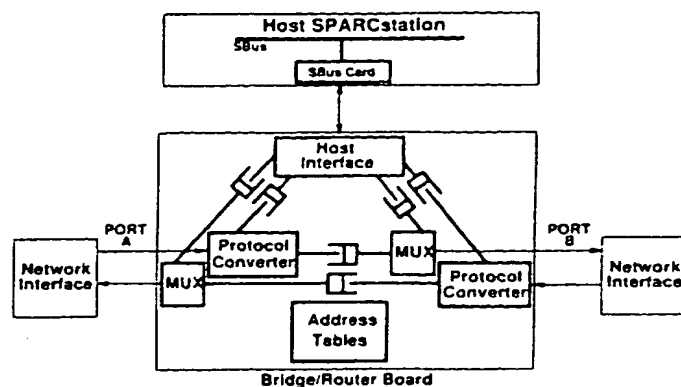 Host SPARCstation
SBus
SBus Card
Host
Interface
PORT
A
PORT
B
Network
Interface
Protocol
Converter
MUX
MUX
Protocol
Converter
Network
Interface
Address
Tables
Bridge/Router Board